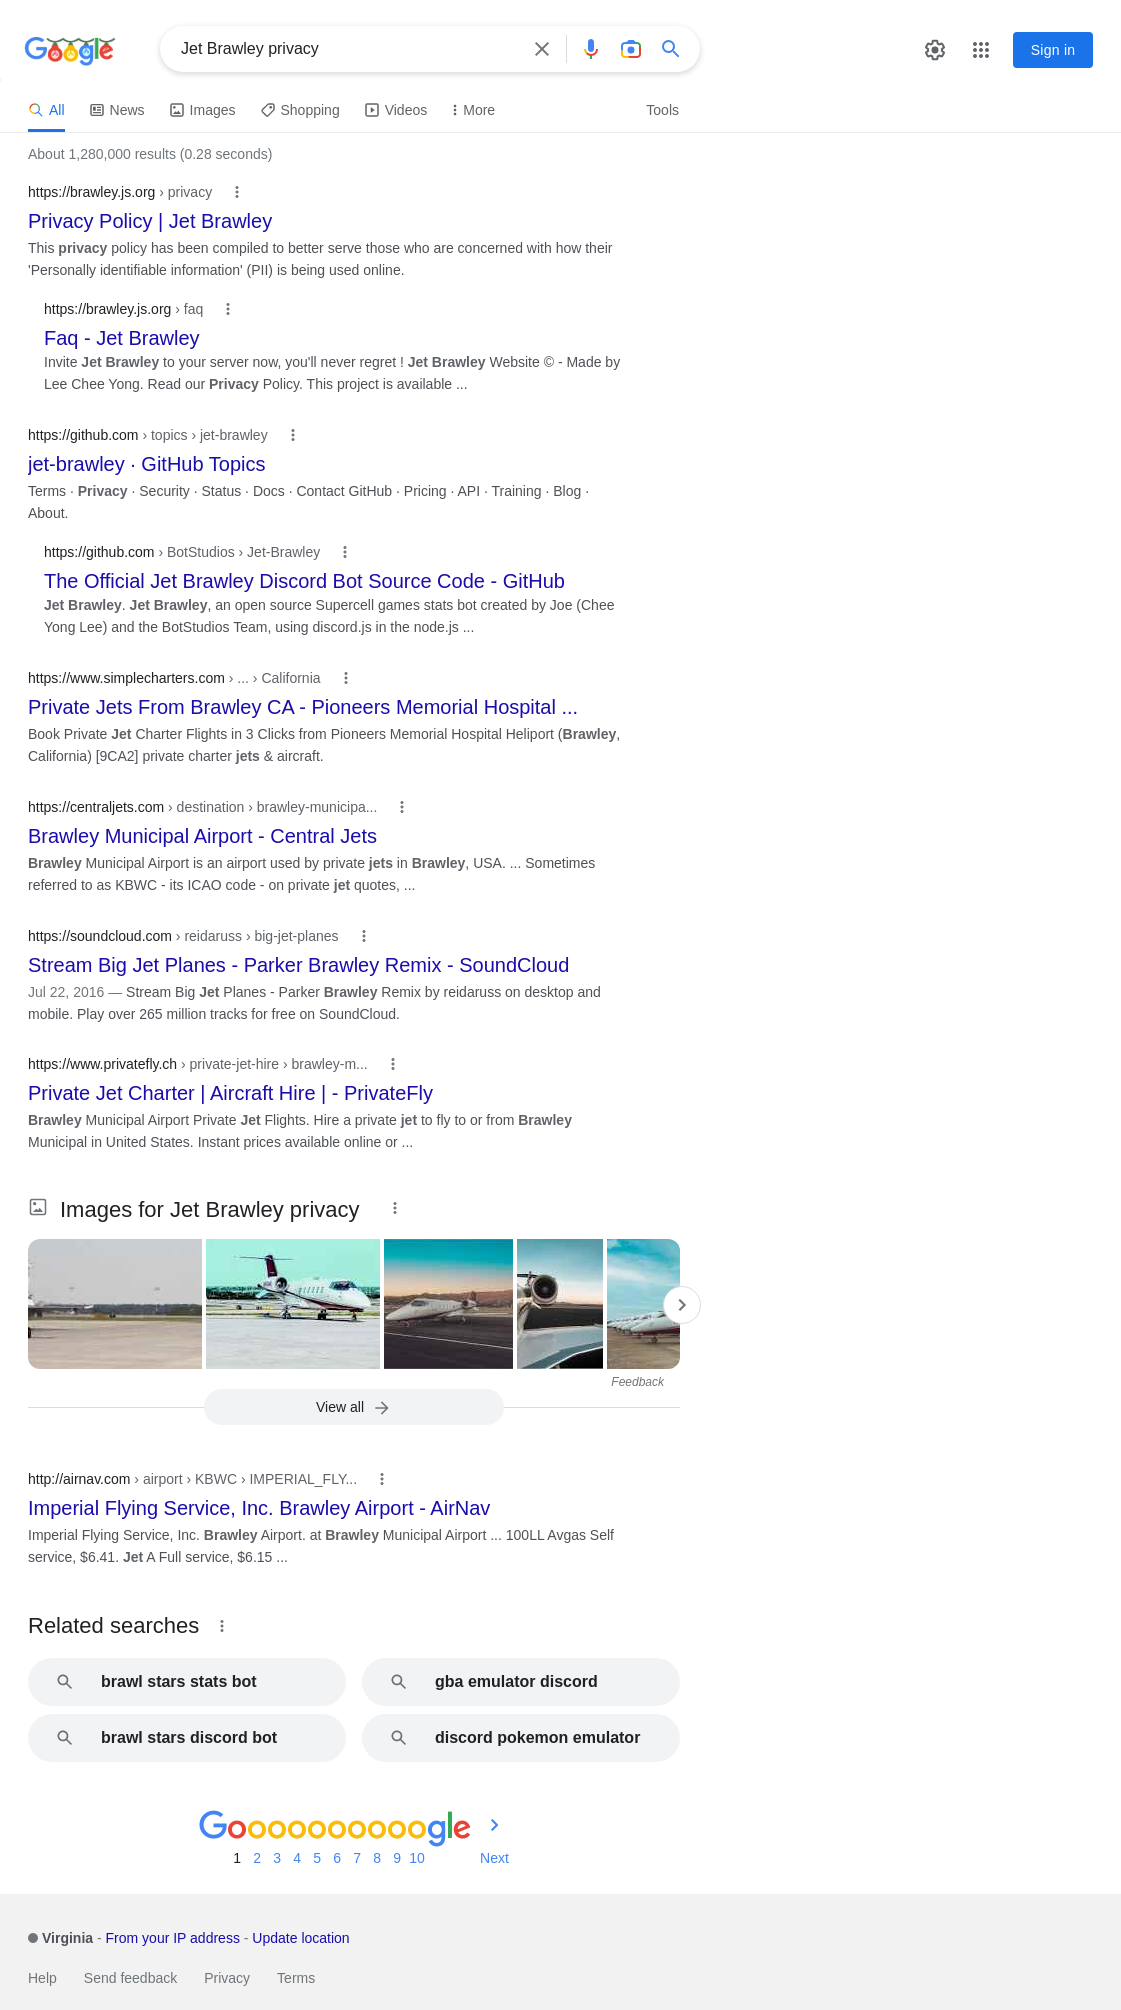 Google
Jet Brawley privacy
Sign in
All
News
Images
Shopping
Videos
More
Tools
About 1,280,000 results (0.28 seconds)
https://brawley.js.org › privacy
Privacy Policy | Jet Brawley
This privacy policy has been compiled to better serve those who are concerned with how their
'Personally identifiable information' (PII) is being used online.
https://brawley.js.org › faq
Faq - Jet Brawley
Invite Jet Brawley to your server now, you'll never regret ! Jet Brawley Website © - Made by
Lee Chee Yong. Read our Privacy Policy. This project is available ...
https://github.com › topics › jet-brawley
jet-brawley · GitHub Topics
Terms · Privacy · Security · Status · Docs · Contact GitHub · Pricing · API · Training · Blog ·
About.
https://github.com › BotStudios › Jet-Brawley
The Official Jet Brawley Discord Bot Source Code - GitHub
Jet Brawley. Jet Brawley, an open source Supercell games stats bot created by Joe (Chee
Yong Lee) and the BotStudios Team, using discord.js in the node.js ...
https://www.simplecharters.com › ... › California
Private Jets From Brawley CA - Pioneers Memorial Hospital ...
Book Private Jet Charter Flights in 3 Clicks from Pioneers Memorial Hospital Heliport (Brawley,
California) [9CA2] private charter jets & aircraft.
https://centraljets.com › destination › brawley-municipa...
Brawley Municipal Airport - Central Jets
Brawley Municipal Airport is an airport used by private jets in Brawley, USA. ... Sometimes
referred to as KBWC - its ICAO code - on private jet quotes, ...
https://soundcloud.com › reidaruss › big-jet-planes
Stream Big Jet Planes - Parker Brawley Remix - SoundCloud
Jul 22, 2016 — Stream Big Jet Planes - Parker Brawley Remix by reidaruss on desktop and
mobile. Play over 265 million tracks for free on SoundCloud.
https://www.privatefly.ch › private-jet-hire › brawley-m...
Private Jet Charter | Aircraft Hire | - PrivateFly
Brawley Municipal Airport Private Jet Flights. Hire a private jet to fly to or from Brawley
Municipal in United States. Instant prices available online or ...
Images for Jet Brawley privacy
Feedback
View all
http://airnav.com › airport › KBWC › IMPERIAL_FLY...
Imperial Flying Service, Inc. Brawley Airport - AirNav
Imperial Flying Service, Inc. Brawley Airport. at Brawley Municipal Airport ... 100LL Avgas Self
service, $6.41. Jet A Full service, $6.15 ...
Related searches
brawl stars stats bot
gba emulator discord
brawl stars discord bot
discord pokemon emulator
Goooooooooogle
1 2 3 4 5 6 7 8 9 10 Next
Virginia - From your IP address - Update location
Help Send feedback Privacy Terms